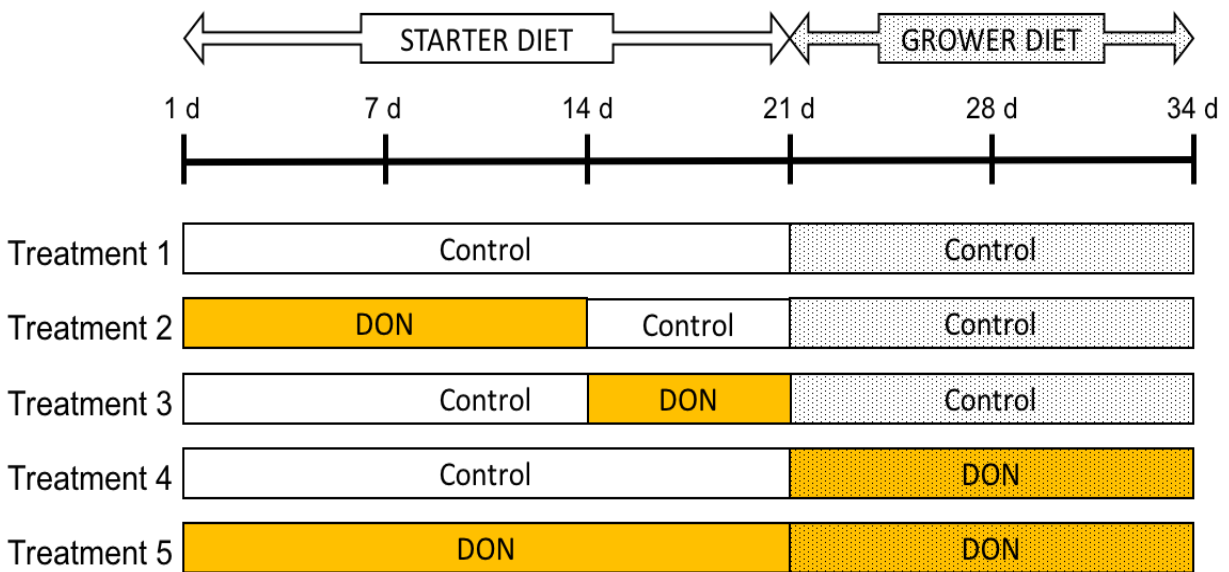 STARTER DIET GROWER DIET
1 d 7 d 14 d 21 d 28 d 34 d
Treatment 1 Control Control
Treatment 2 DON Control Control
Treatment 3 Control DON Control
Treatment 4 Control DON
Treatment 5 DON DON